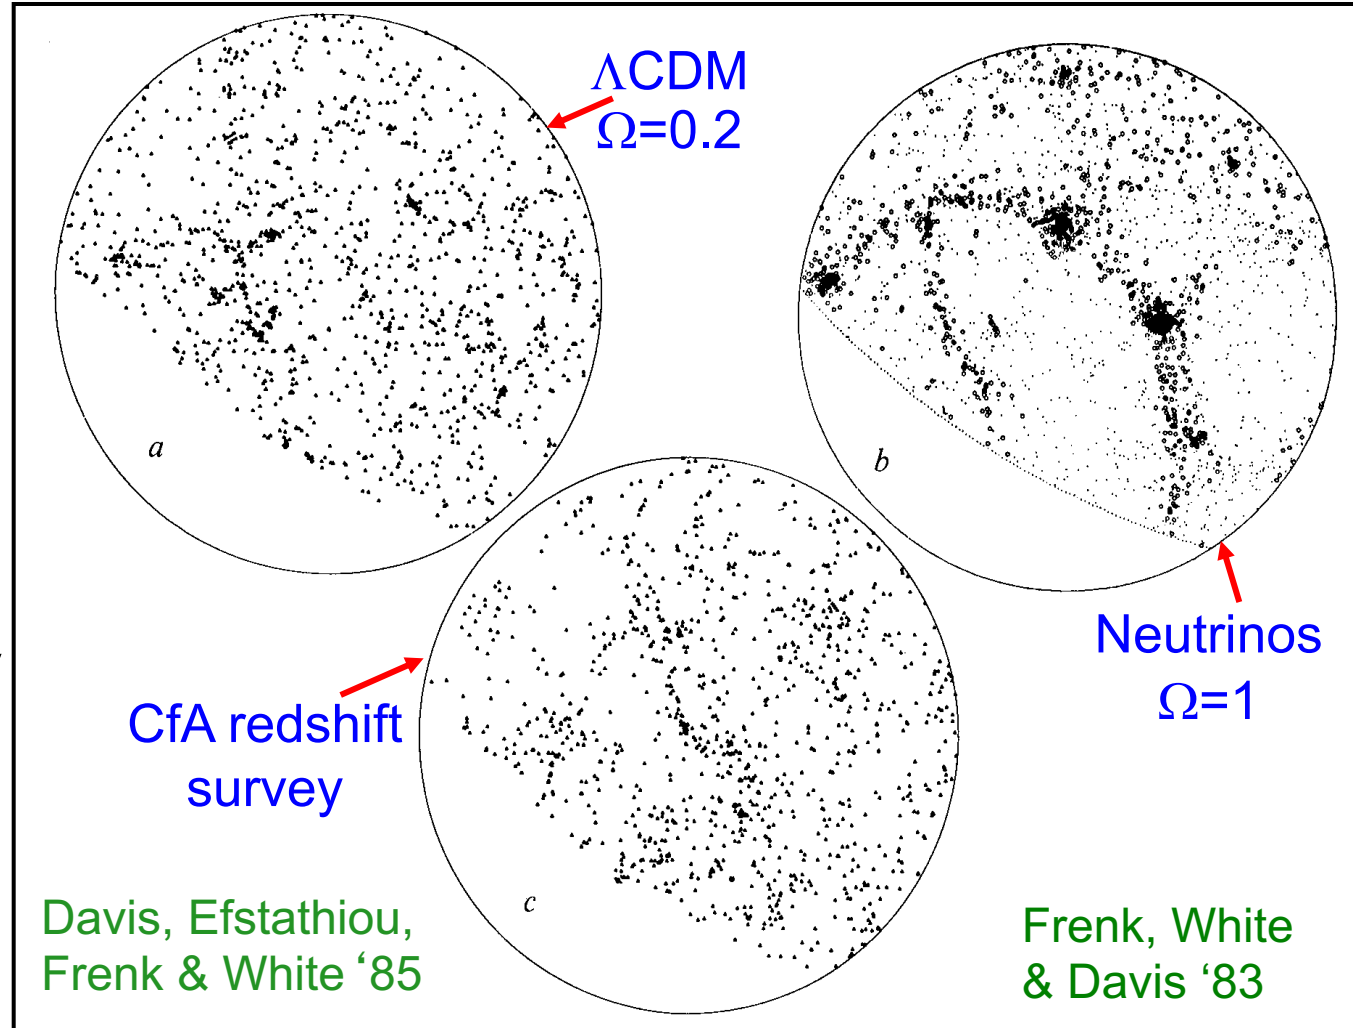 ΛCDM
Ω=0.2
a
b
Neutrinos
Ω=1
CfA redshift
survey
c
Davis, Efstathiou,
Frenk & White ‘85
Frenk, White
& Davis ‘83